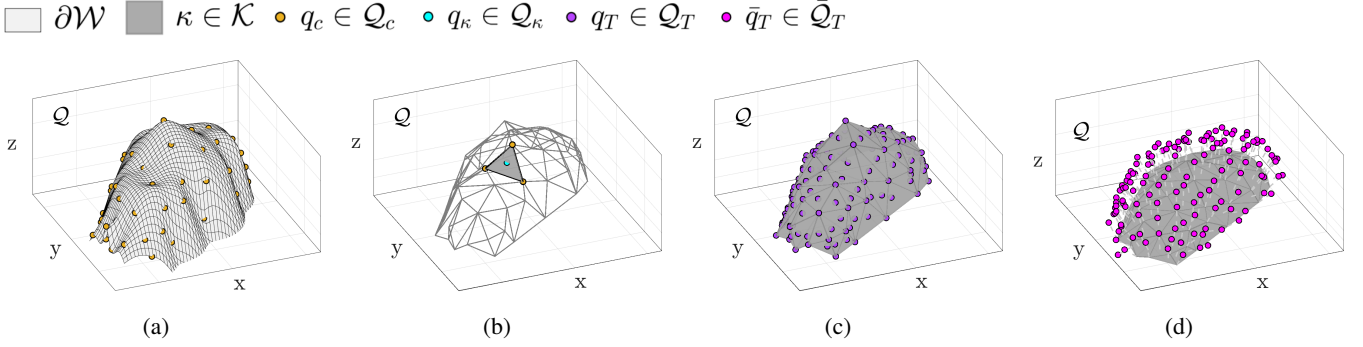 ∂𝒲 κ ∈ 𝒦 q_c ∈ 𝒬_c q_κ ∈ 𝒬_κ q_T ∈ 𝒬_T q̄_T ∈ 𝒬̄_T
𝒬 𝒬 𝒬 𝒬
z z z z
y y y y
x x x x
(a) (b) (c) (d)